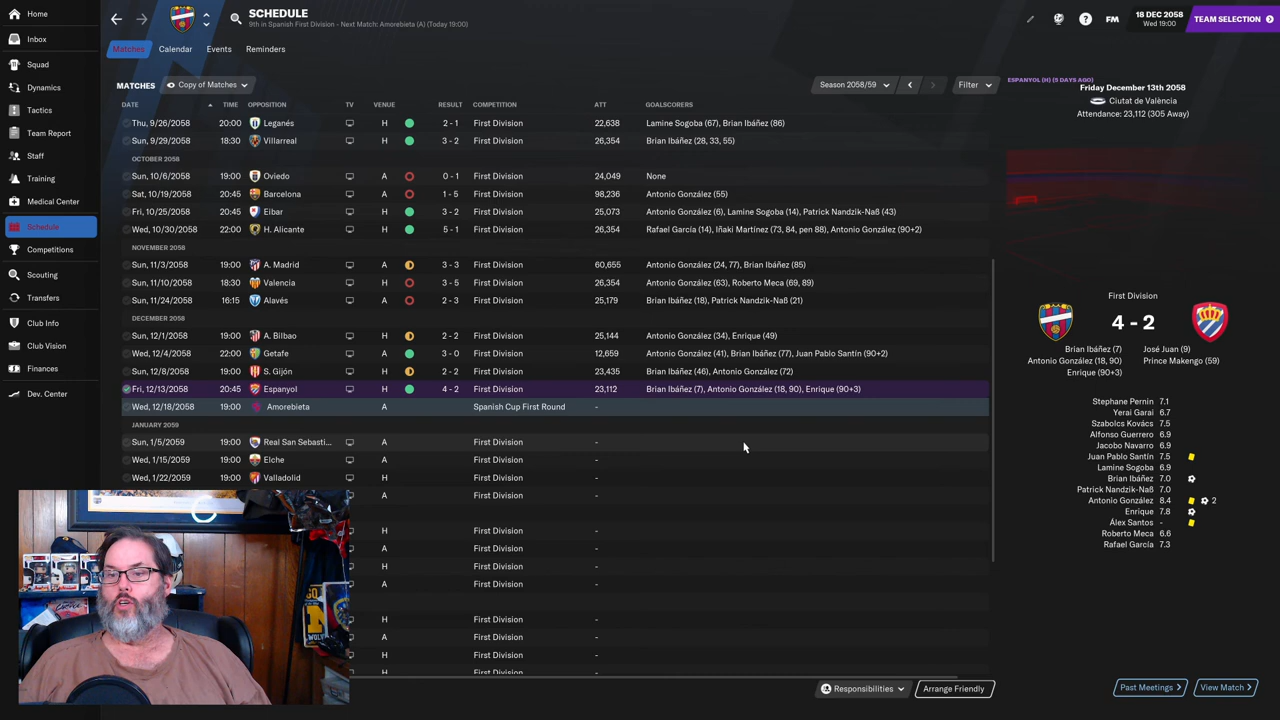 Home
Inbox
Squad
Dynamics
Tactics
Team Report
Staff
Training
Medical Center
Schedule
Competitions
Scouting
Transfers
Club Info
Club Vision
Finances
Dev. Center
SCHEDULE
9th in Spanish First Division - Next Match: Amorebieta (A) (Today 19:00)
FM
18 DEC 2058
Wed 19:00
TEAM SELECTION
Matches Calendar Events Reminders
MATCHES Copy of Matches Season 2058/59 Filter
DATE TIME OPPOSITION TV VENUE RESULT COMPETITION ATT GOALSCORERS
Thu, 9/26/2058 20:00 Leganés H 2 - 1 First Division 22,638 Lamine Sogoba (67), Brian Ibáñez (86)
Sun, 9/29/2058 18:30 Villarreal H 3 - 2 First Division 26,354 Brian Ibáñez (28, 33, 55)
OCTOBER 2058
Sun, 10/6/2058 19:00 Oviedo A 0 - 1 First Division 24,049 None
Sat, 10/19/2058 20:45 Barcelona A 1 - 5 First Division 98,236 Antonio González (55)
Fri, 10/25/2058 20:45 Eibar H 3 - 2 First Division 25,073 Antonio González (6), Lamine Sogoba (14), Patrick Nandzik-Naß (43)
Wed, 10/30/2058 22:00 H. Alicante H 5 - 1 First Division 26,354 Rafael García (14), Iñaki Martínez (73, 84, pen 88), Antonio González (90+2)
NOVEMBER 2058
Sun, 11/3/2058 19:00 A. Madrid A 3 - 3 First Division 60,655 Antonio González (24, 77), Brian Ibáñez (85)
Sun, 11/10/2058 18:30 Valencia H 3 - 5 First Division 26,354 Antonio González (63), Roberto Meca (69, 89)
Sun, 11/24/2058 16:15 Alavés A 2 - 3 First Division 25,179 Brian Ibáñez (18), Patrick Nandzik-Naß (21)
DECEMBER 2058
Sun, 12/1/2058 19:00 A. Bilbao H 2 - 2 First Division 25,144 Antonio González (34), Enrique (49)
Wed, 12/4/2058 22:00 Getafe A 3 - 0 First Division 12,659 Antonio González (41), Brian Ibáñez (77), Juan Pablo Santín (90+2)
Sun, 12/8/2058 19:00 S. Gijón H 2 - 2 First Division 23,435 Brian Ibáñez (46), Antonio González (72)
Fri, 12/13/2058 20:45 Espanyol H 4 - 2 First Division 23,112 Brian Ibáñez (7), Antonio González (18, 90), Enrique (90+3)
Wed, 12/18/2058 19:00 Amorebieta A Spanish Cup First Round -
JANUARY 2059
Sun, 1/5/2059 19:00 Real San Sebasti... A First Division -
Wed, 1/15/2059 19:00 Elche A First Division -
Wed, 1/22/2059 19:00 Valladolid H First Division -
A First Division -
H First Division -
A First Division -
H First Division -
A First Division -
H First Division -
A First Division -
H First Division -
H First Division -
Responsibilities Arrange Friendly
ESPANYOL (H) (5 DAYS AGO)
Friday December 13th 2058
Ciutat de València
Attendance: 23,112 (305 Away)
First Division
4 - 2
Brian Ibáñez (7) José Juan (9)
Antonio González (18, 90) Prince Makengo (59)
Enrique (90+3)
Stephane Pernin 7.1
Yerai Garai 6.7
Szabolcs Kovács 7.5
Alfonso Guerrero 6.9
Jacobo Navarro 6.9
Juan Pablo Santín 7.5
Lamine Sogoba 6.9
Brian Ibáñez 7.0
Patrick Nandzik-Naß 7.0
Antonio González 8.4 2
Enrique 7.8
Álex Santos -
Roberto Meca 6.6
Rafael García 7.3
Past Meetings View Match